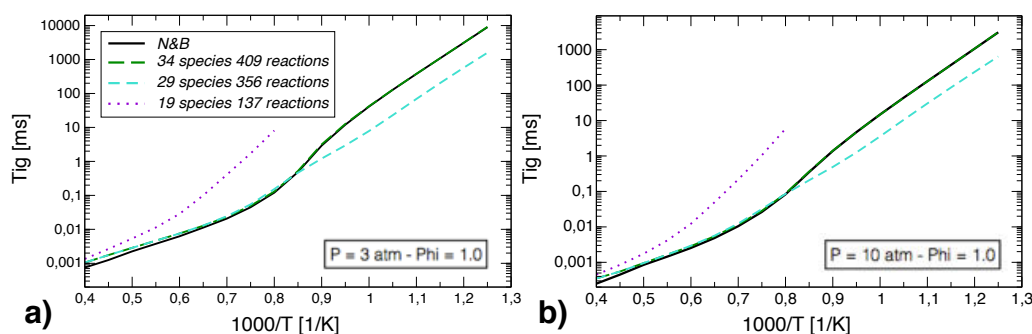 10000
1000
100
10
1
0,1
0,01
0,001
Tig [ms]
N&B
34 species 409 reactions
29 species 356 reactions
19 species 137 reactions
P = 3 atm - Phi = 1.0
0,4 0,5 0,6 0,7 0,8 0,9 1 1,1 1,2 1,3
a)
1000/T [1/K]
1000
100
10
1
0,1
0,01
0,001
Tig [ms]
P = 10 atm - Phi = 1.0
0,4 0,5 0,6 0,7 0,8 0,9 1 1,1 1,2 1,3
b)
1000/T [1/K]